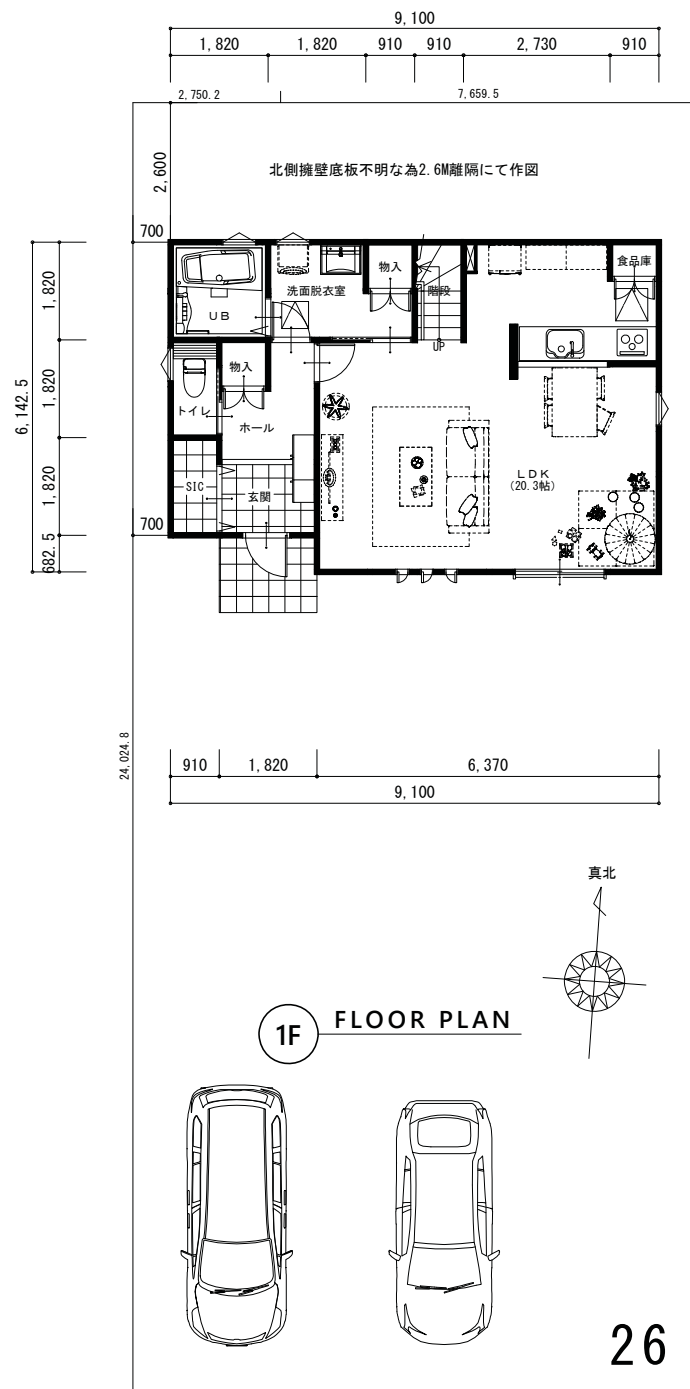 9,100
1,820 1,820 910 910 2,730 910
2,750.2 7,659.5
2,600
北側擁壁底板不明な為2.6M離隔にて作図
700
1,820
1,820
1,820
682.5
6,142.5
700
UB
洗面脱衣室
物入
階段
UP
食品庫
トイレ
物入
ホール
SIC
玄関
LDK
(20.3帖)
24,024.8
910 1,820 6,370
9,100
真北
1F FLOOR PLAN
26